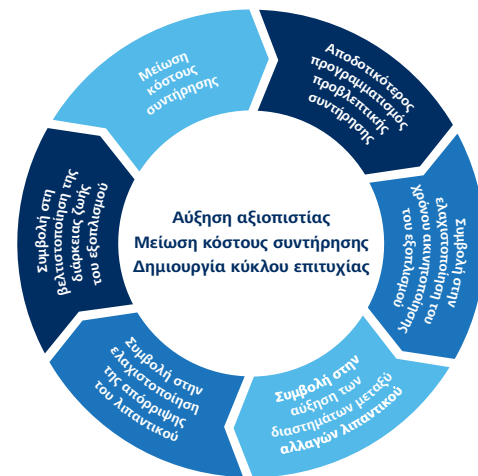 Μείωση
κόστους
συντήρησης
Αποδοτικότερος
προγραμματισμός
προβλεπτικής
συντήρησης
Συμβολή στην
ελαχιστοποίηση του
χρόνου ακινητοποίησης
του εξοπλισμού
Συμβολή στην
αύξηση των
διαστημάτων μεταξύ
αλλαγών λιπαντικού
Συμβολή στην
ελαχιστοποίηση
της απόρριψης
του λιπαντικού
Συμβολή στη
βελτιστοποίηση της
διάρκειας ζωής
του εξοπλισμού
Αύξηση αξιοπιστίας
Μείωση κόστους συντήρησης
Δημιουργία κύκλου επιτυχίας